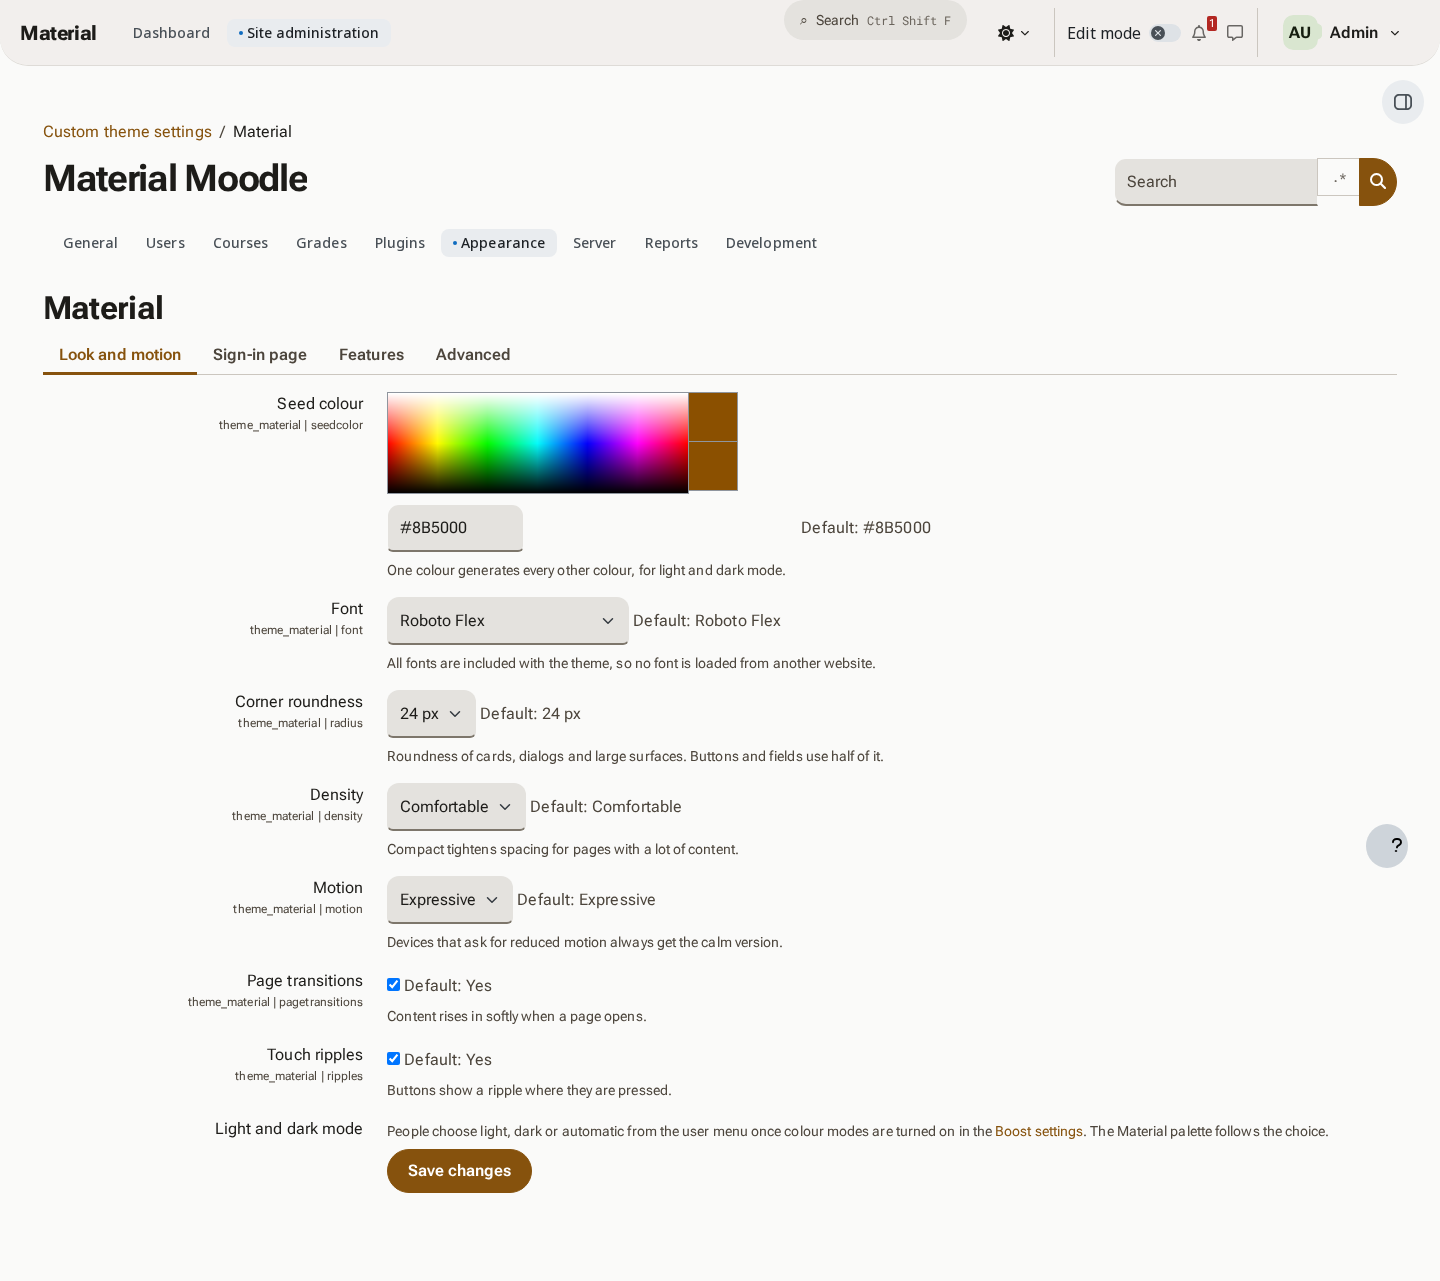 Material
Dashboard
Site administration
Search Ctrl Shift F
Edit mode
1
AU
Admin
Custom theme settings / Material
Material Moodle
Search
.*
General
Users
Courses
Grades
Plugins
Appearance
Server
Reports
Development
Material
Look and motion
Sign-in page
Features
Advanced
Seed colour
theme_material | seedcolor
#8B5000
Default: #8B5000
One colour generates every other colour, for light and dark mode.
Font
theme_material | font
Roboto Flex
Default: Roboto Flex
All fonts are included with the theme, so no font is loaded from another website.
Corner roundness
theme_material | radius
24 px
Default: 24 px
Roundness of cards, dialogs and large surfaces. Buttons and fields use half of it.
Density
theme_material | density
Comfortable
Default: Comfortable
Compact tightens spacing for pages with a lot of content.
?
Motion
theme_material | motion
Expressive
Default: Expressive
Devices that ask for reduced motion always get the calm version.
Page transitions
theme_material | pagetransitions
Default: Yes
Content rises in softly when a page opens.
Touch ripples
theme_material | ripples
Default: Yes
Buttons show a ripple where they are pressed.
Light and dark mode
People choose light, dark or automatic from the user menu once colour modes are turned on in the Boost settings. The Material palette follows the choice.
Save changes